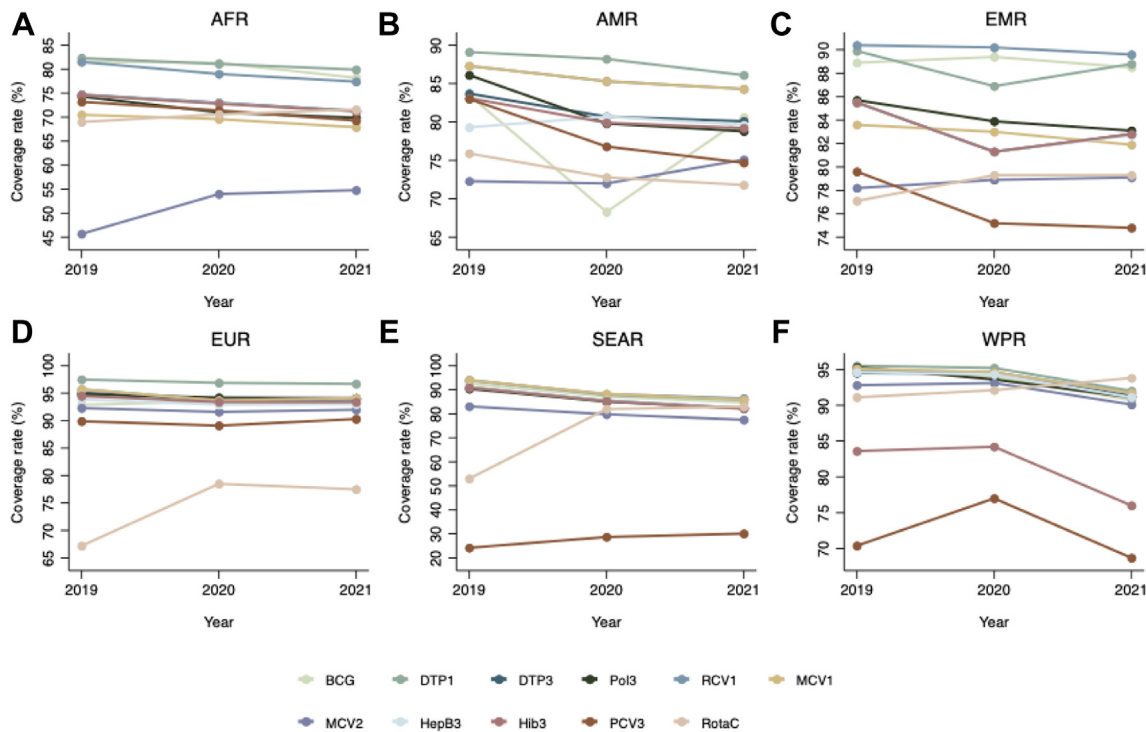 A AFR
Coverage rate (%)
85
80
75
70
65
60
55
50
45
2019 2020 2021
Year
B AMR
Coverage rate (%)
90
85
80
75
70
65
2019 2020 2021
Year
C EMR
Coverage rate (%)
90
88
86
84
82
80
78
76
74
2019 2020 2021
Year
D EUR
Coverage rate (%)
100
95
90
85
80
75
70
65
2019 2020 2021
Year
E SEAR
Coverage rate (%)
100
90
80
70
60
50
40
30
20
2019 2020 2021
Year
F WPR
Coverage rate (%)
95
90
85
80
75
70
2019 2020 2021
Year
BCG DTP1 DTP3 Pol3 RCV1 MCV1
MCV2 HepB3 Hib3 PCV3 RotaC